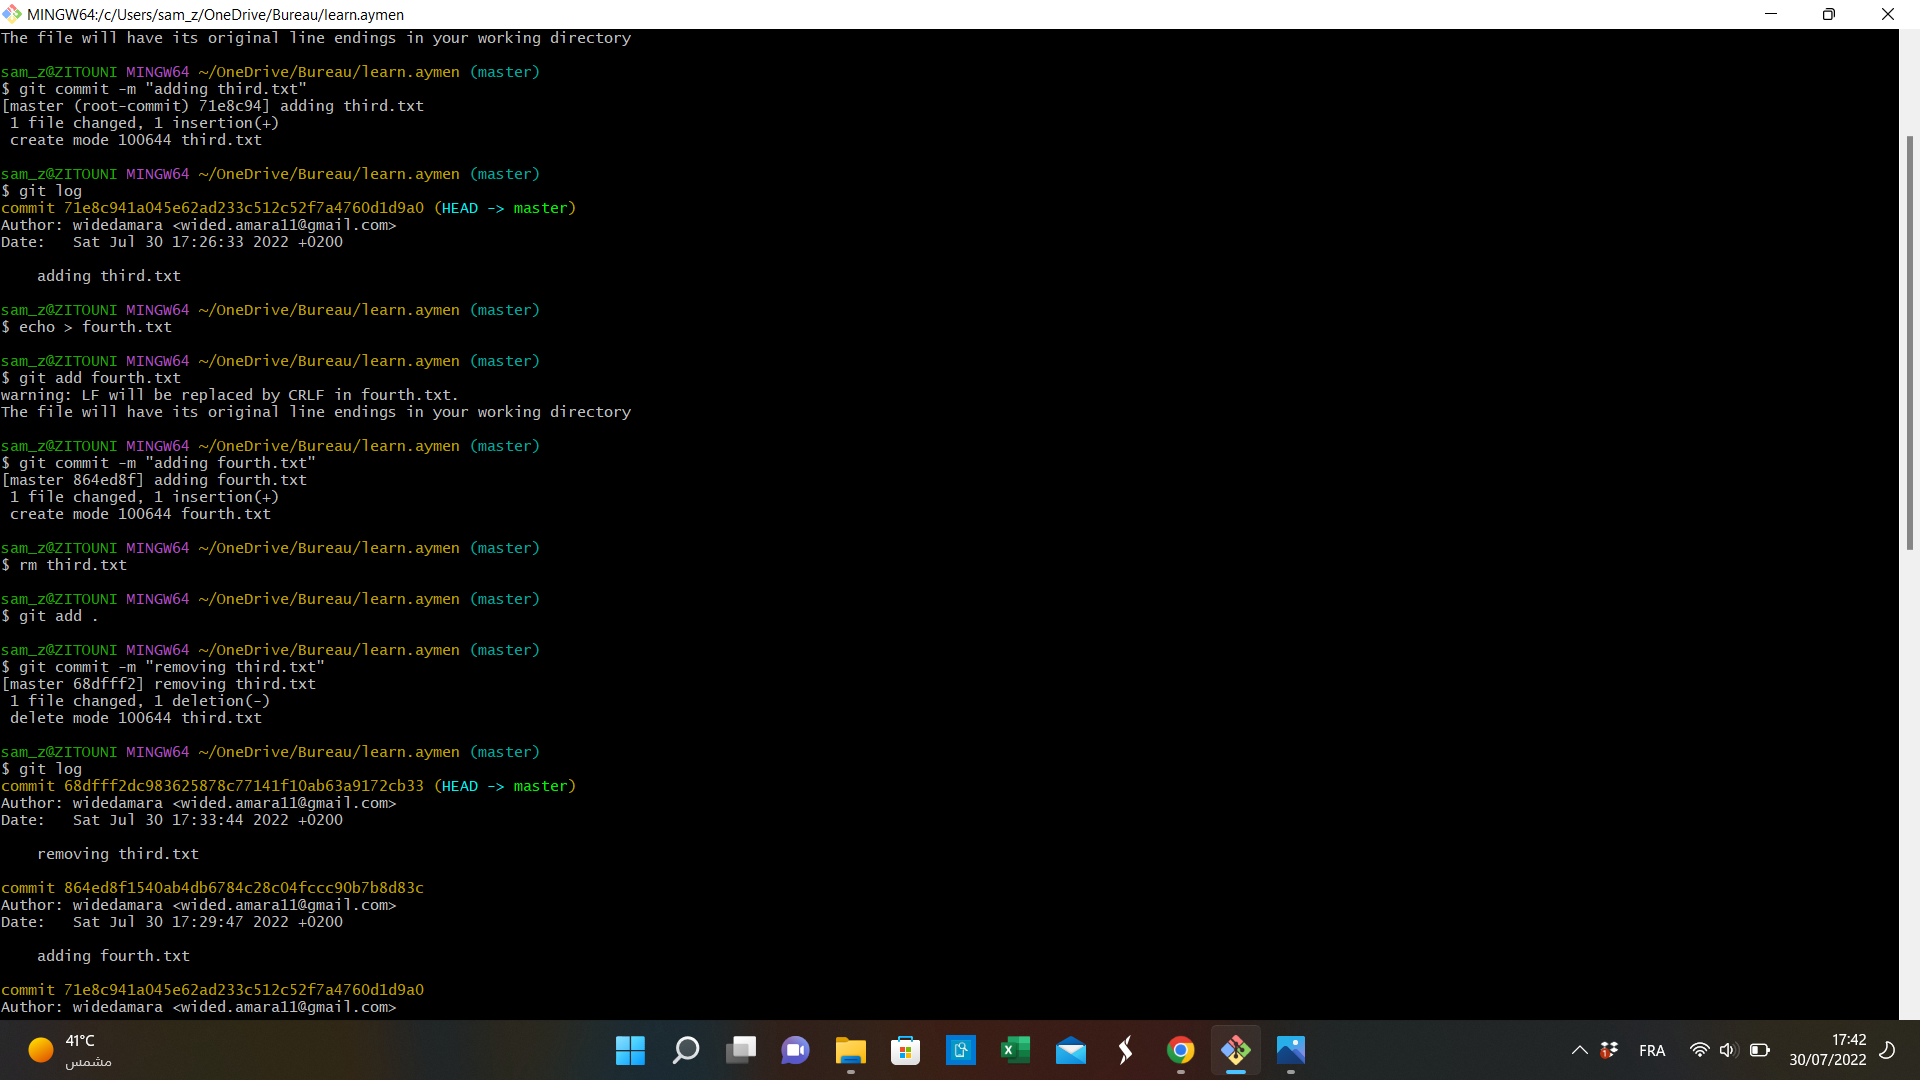 MINGW64:/c/Users/sam_z/OneDrive/Bureau/learn.aymen
The file will have its original line endings in your working directory
sam_z@ZITOUNI MINGW64 ~/OneDrive/Bureau/learn.aymen (master)
$ git commit -m "adding third.txt"
[master (root-commit) 71e8c94] adding third.txt
1 file changed, 1 insertion(+)
create mode 100644 third.txt
sam_z@ZITOUNI MINGW64 ~/OneDrive/Bureau/learn.aymen (master)
$ git log
commit 71e8c941a045e62ad233c512c52f7a4760d1d9a0 (HEAD -> master)
Author: widedamara <wided.amara11@gmail.com>
Date:   Sat Jul 30 17:26:33 2022 +0200
adding third.txt
sam_z@ZITOUNI MINGW64 ~/OneDrive/Bureau/learn.aymen (master)
$ echo > fourth.txt
sam_z@ZITOUNI MINGW64 ~/OneDrive/Bureau/learn.aymen (master)
$ git add fourth.txt
warning: LF will be replaced by CRLF in fourth.txt.
The file will have its original line endings in your working directory
sam_z@ZITOUNI MINGW64 ~/OneDrive/Bureau/learn.aymen (master)
$ git commit -m "adding fourth.txt"
[master 864ed8f] adding fourth.txt
1 file changed, 1 insertion(+)
create mode 100644 fourth.txt
sam_z@ZITOUNI MINGW64 ~/OneDrive/Bureau/learn.aymen (master)
$ rm third.txt
sam_z@ZITOUNI MINGW64 ~/OneDrive/Bureau/learn.aymen (master)
$ git add .
sam_z@ZITOUNI MINGW64 ~/OneDrive/Bureau/learn.aymen (master)
$ git commit -m "removing third.txt"
[master 68dfff2] removing third.txt
1 file changed, 1 deletion(-)
delete mode 100644 third.txt
sam_z@ZITOUNI MINGW64 ~/OneDrive/Bureau/learn.aymen (master)
$ git log
commit 68dfff2dc983625878c77141f10ab63a9172cb33 (HEAD -> master)
Author: widedamara <wided.amara11@gmail.com>
Date:   Sat Jul 30 17:33:44 2022 +0200
removing third.txt
commit 864ed8f1540ab4db6784c28c04fccc90b7b8d83c
Author: widedamara <wided.amara11@gmail.com>
Date:   Sat Jul 30 17:29:47 2022 +0200
adding fourth.txt
commit 71e8c941a045e62ad233c512c52f7a4760d1d9a0
Author: widedamara <wided.amara11@gmail.com>
41°C
مشمس
1
FRA
17:42
30/07/2022